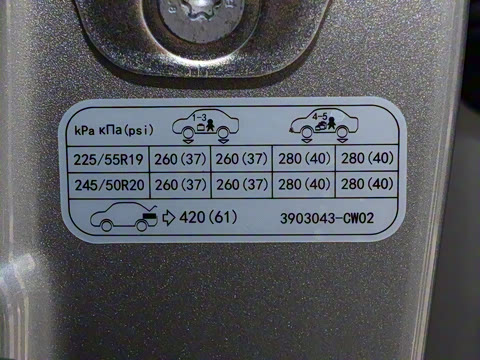 1-3 4-5
kPa кПа(psi)
225/55R19 260(37) 260(37) 280(40) 280(40)
245/50R20 260(37) 260(37) 280(40) 280(40)
420(61) 3903043-CW02